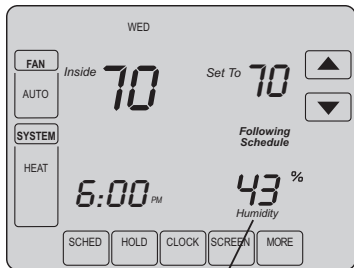 WED
FAN
AUTO
Inside 70
Set To 70
SYSTEM
HEAT
Following
Schedule
6:00 PM
43 %
Humidity
SCHED HOLD CLOCK SCREEN MORE